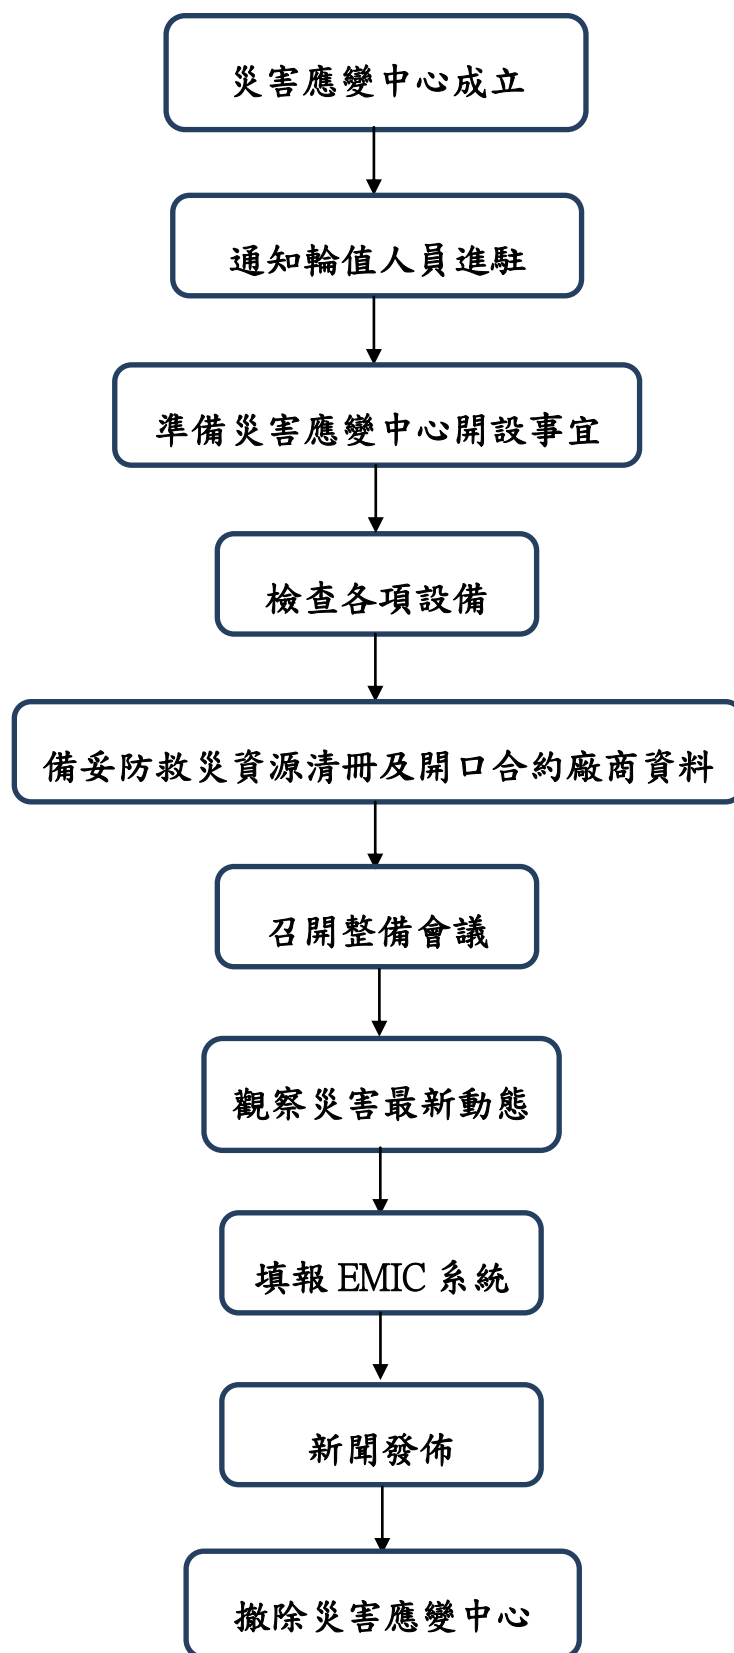 災害應變中心成立
通知輪值人員進駐
準備災害應變中心開設事宜
檢查各項設備
備妥防救災資源清冊及開口合約廠商資料
召開整備會議
觀察災害最新動態
填報 EMIC 系統
新聞發佈
撤除災害應變中心